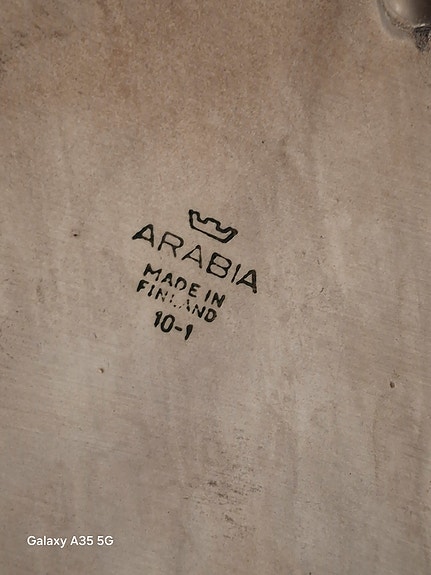 ARABIA
MADE IN
FINLAND
10-1
Galaxy A35 5G